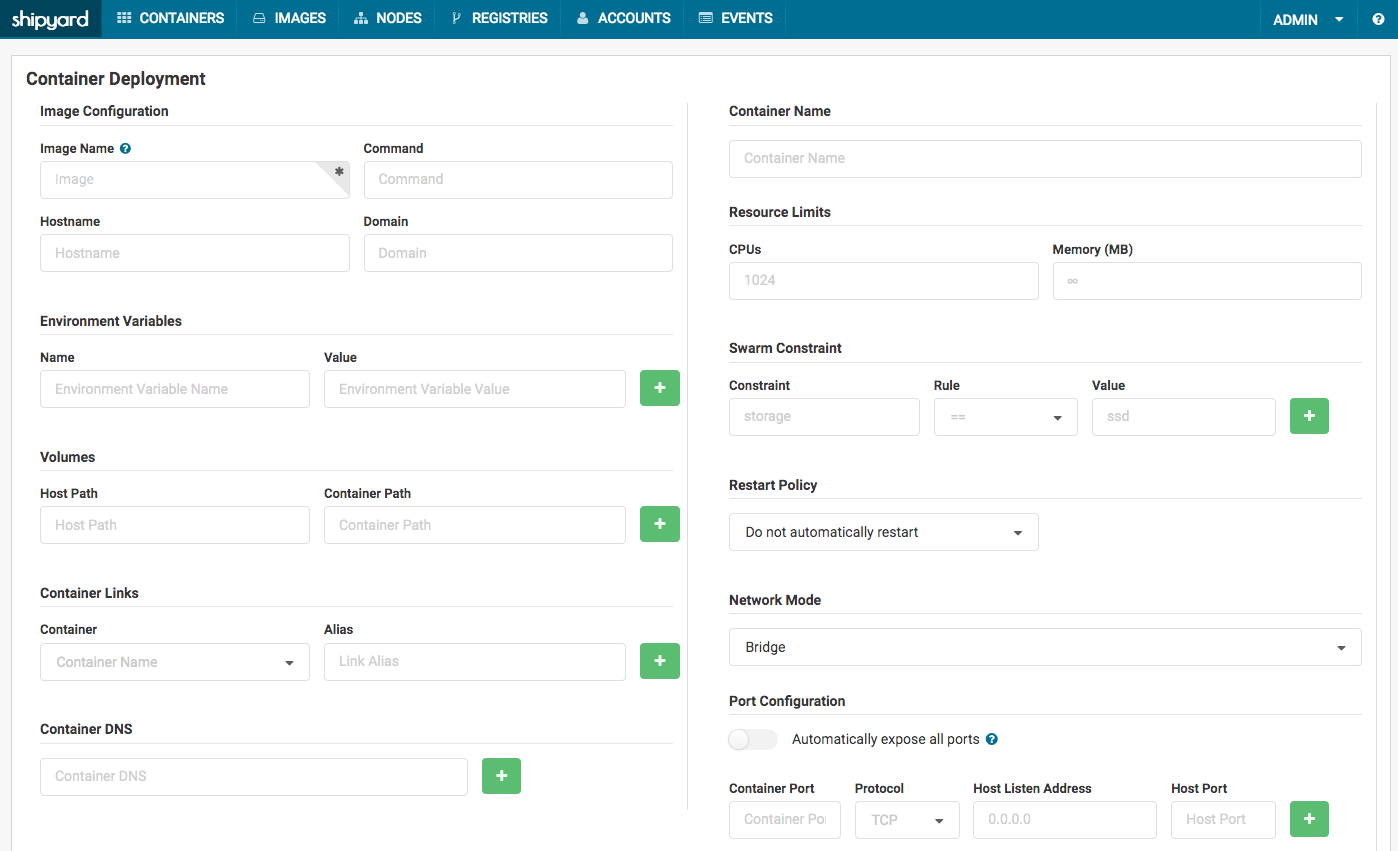 shipyard CONTAINERS IMAGES NODES REGISTRIES ACCOUNTS EVENTS ADMIN ?
Container Deployment
Image Configuration
Image Name ? Command
Image * Command
Hostname Domain
Hostname Domain
Environment Variables
Name Value
Environment Variable Name Environment Variable Value +
Volumes
Host Path Container Path
Host Path Container Path +
Container Links
Container Alias
Container Name Link Alias +
Container DNS
Container DNS +
Container Name
Container Name
Resource Limits
CPUs Memory (MB)
1024 ∞
Swarm Constraint
Constraint Rule Value
storage == ssd +
Restart Policy
Do not automatically restart
Network Mode
Bridge
Port Configuration
Automatically expose all ports ?
Container Port Protocol Host Listen Address Host Port
Container Po TCP 0.0.0.0 Host Port +